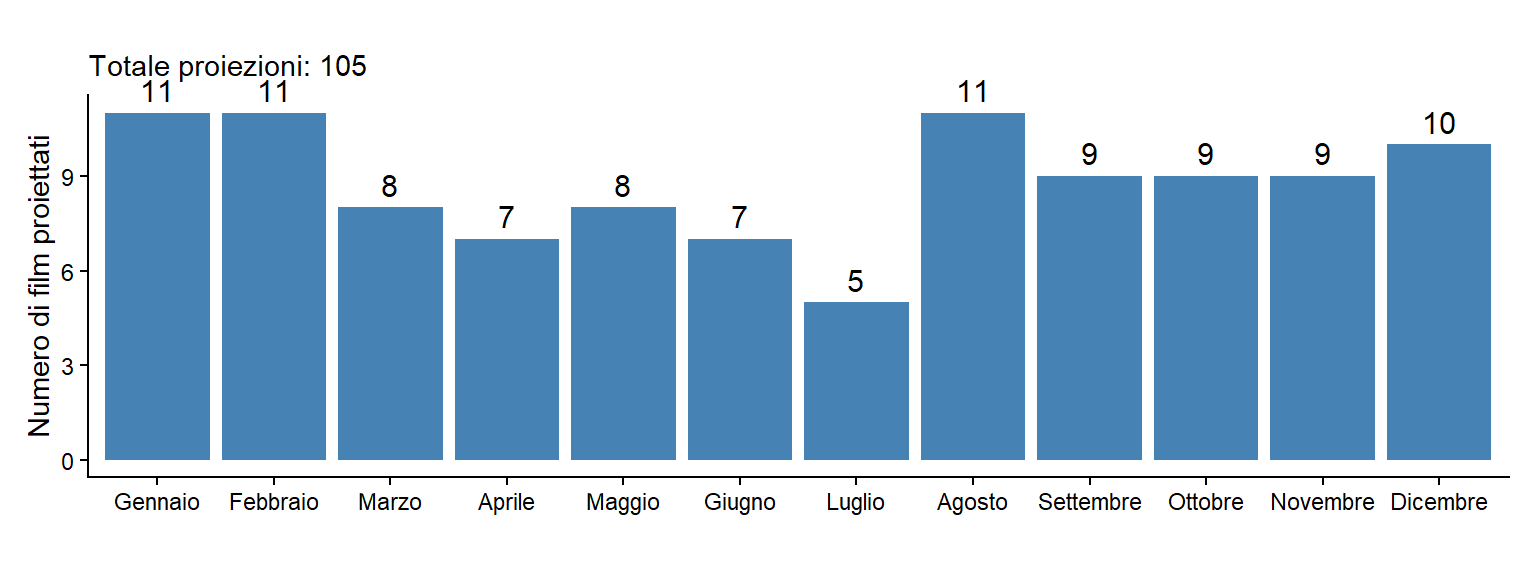 Totale proiezioni: 105
11 11 8 7 8 7 5 11 9 9 9 10
Numero di film proiettati
9
6
3
0
Gennaio Febbraio Marzo Aprile Maggio Giugno Luglio Agosto Settembre Ottobre Novembre Dicembre